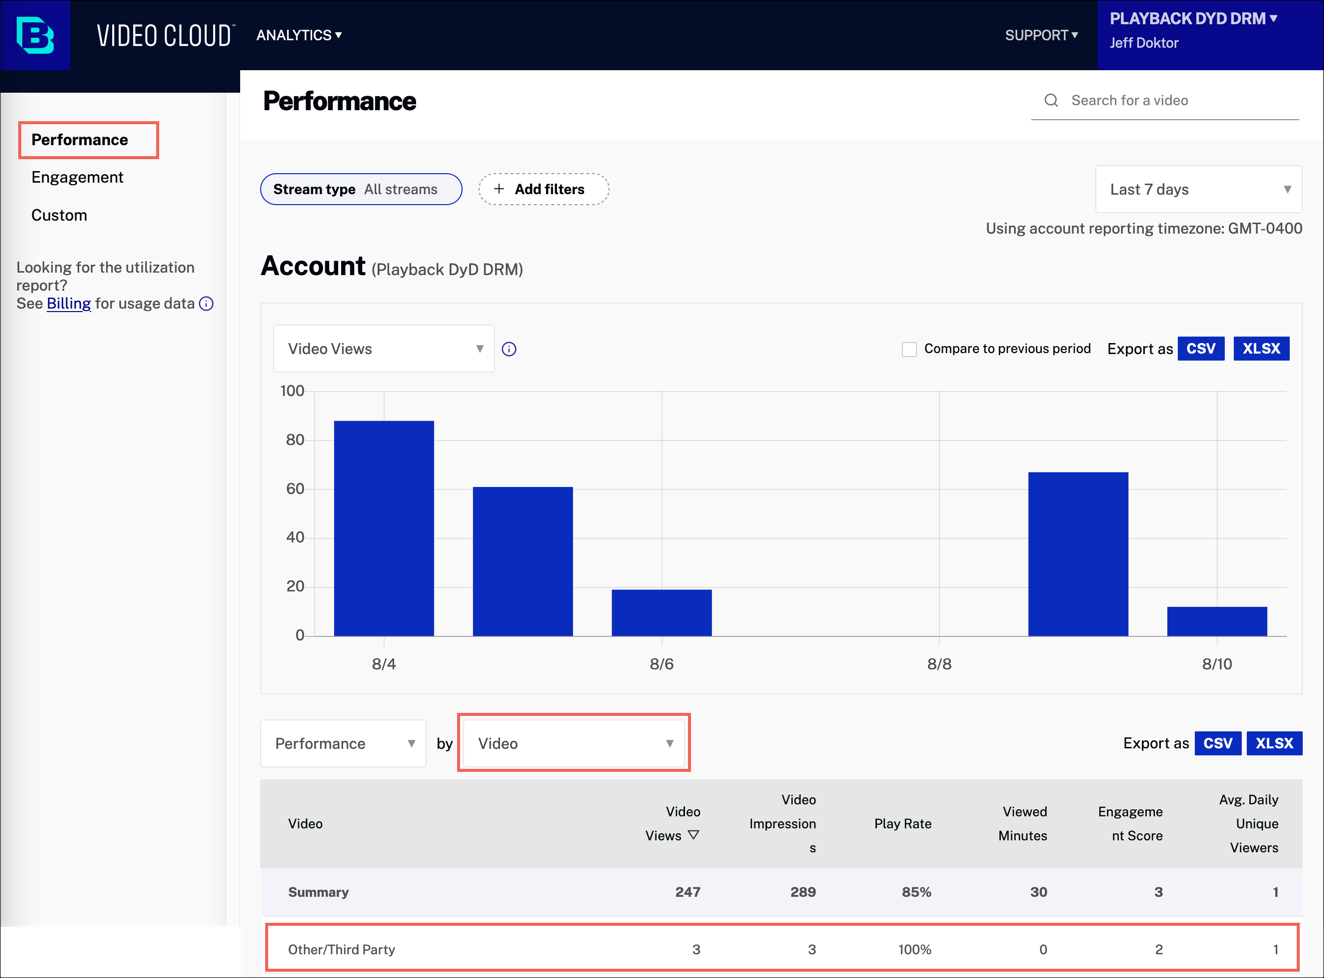 B
VIDEO CLOUD™
ANALYTICS ▾
SUPPORT ▾
PLAYBACK DYD DRM ▾
Jeff Doktor
Performance
Engagement
Custom
Looking for the utilization
report?
See Billing for usage data
Performance
Search for a video
Stream type All streams
+ Add filters
Last 7 days
Using account reporting timezone: GMT-0400
Account (Playback DyD DRM)
Video Views
Compare to previous period
Export as CSV XLSX
100
80
60
40
20
0
8/4 8/6 8/8 8/10
Performance by Video
Export as CSV XLSX
Video
Video
Views
Video
Impression
s
Play Rate
Viewed
Minutes
Engageme
nt Score
Avg. Daily
Unique
Viewers
Summary 247 289 85% 30 3 1
Other/Third Party 3 3 100% 0 2 1